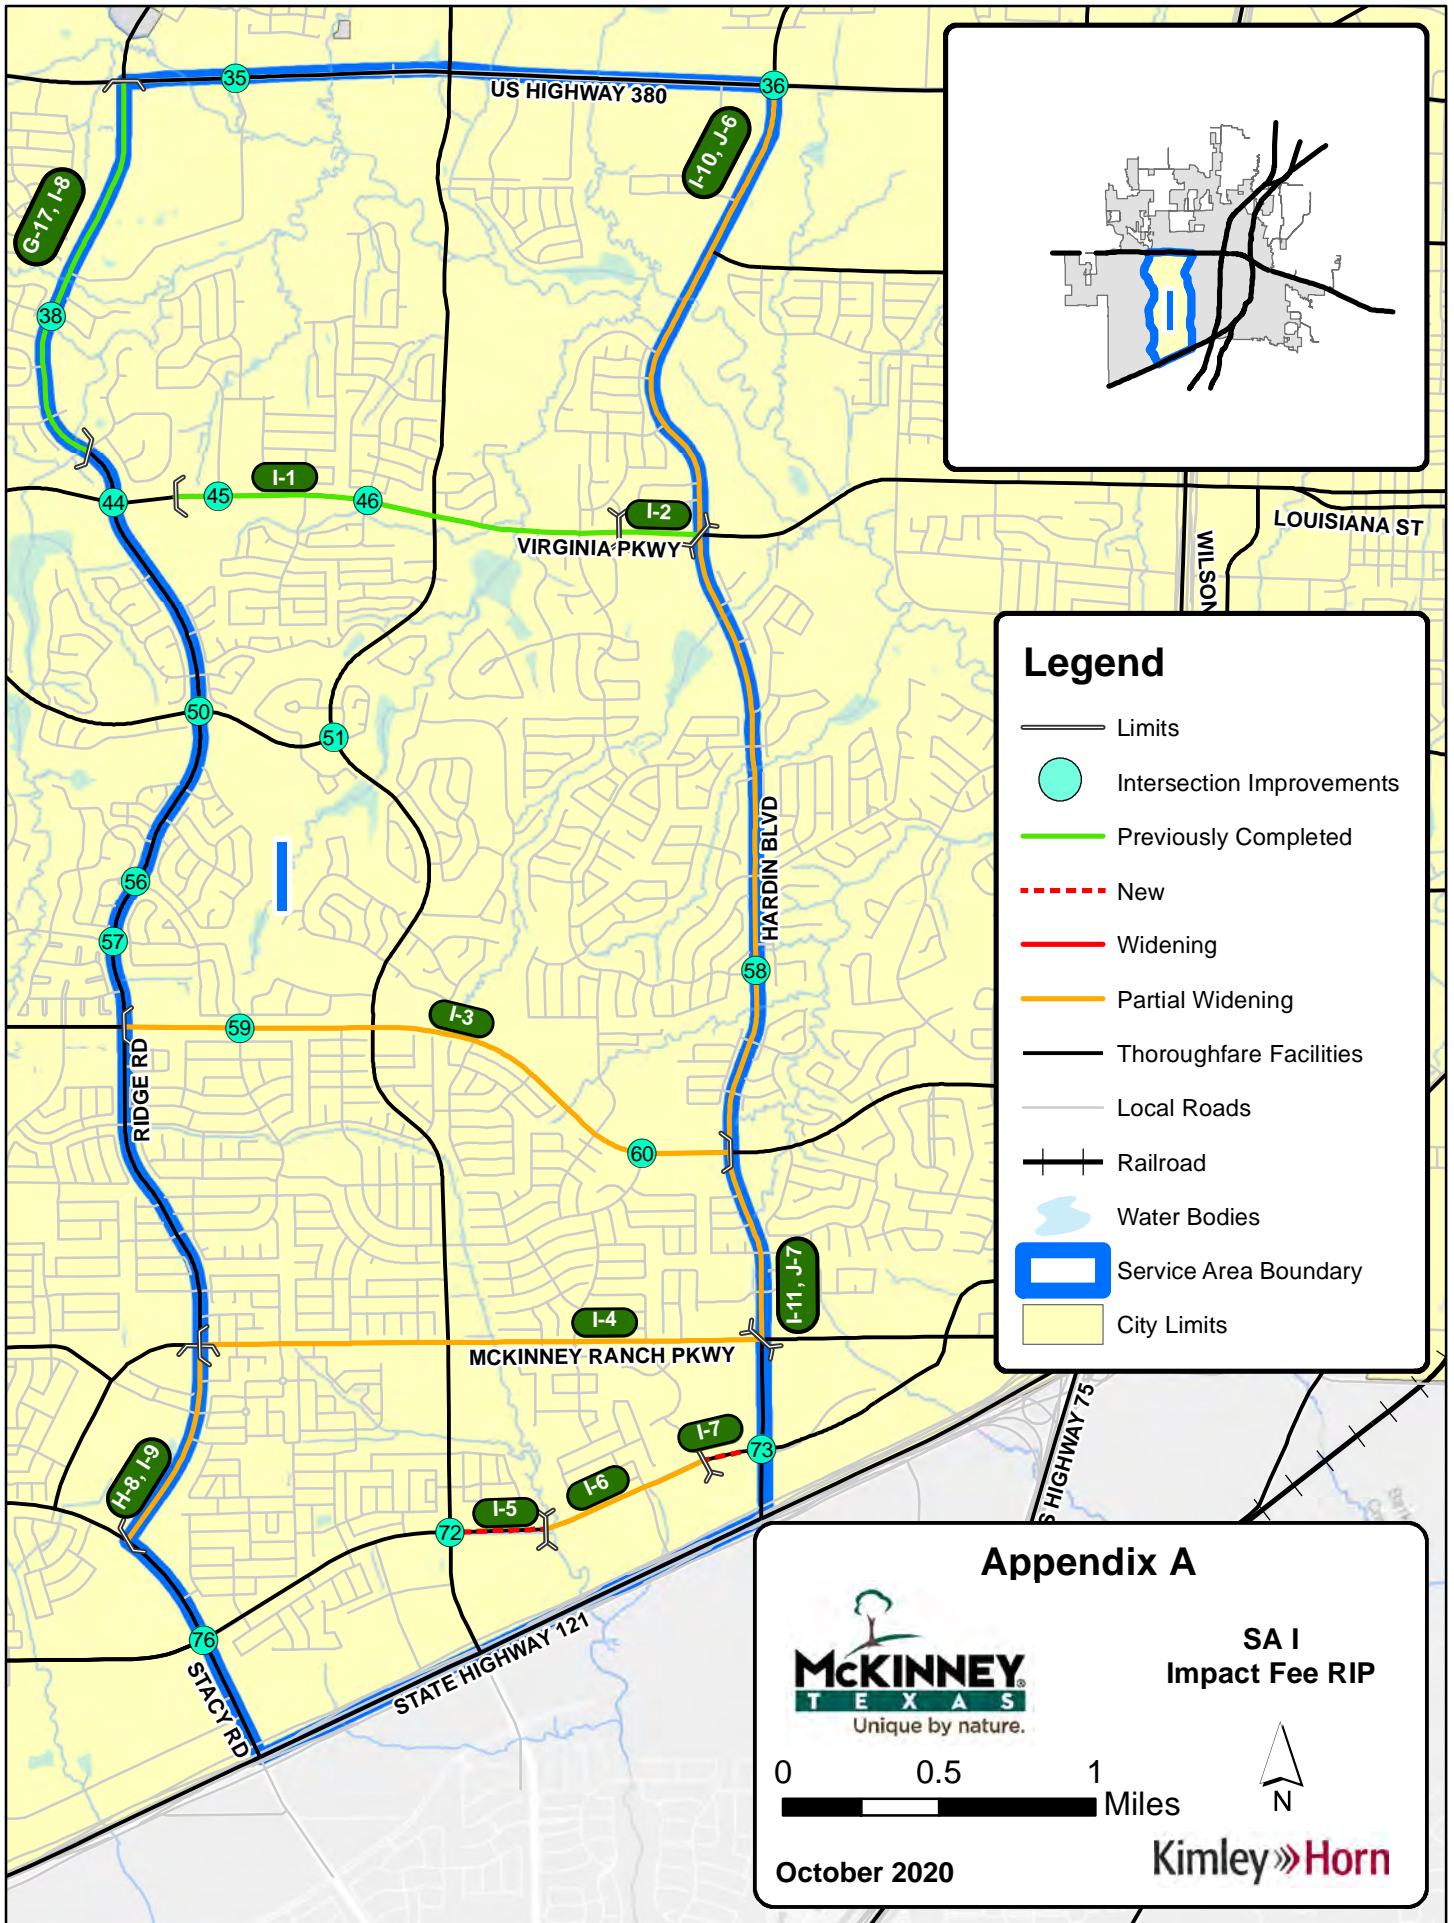 35
US HIGHWAY 380
36
I-10, J-6
G-17, I-8
38
44
45
I-1
46
I-2
VIRGINIA PKWY
LOUISIANA ST
WILSON
50
51
I
I
56
57
HARDIN BLVD
58
I-3
59
RIDGE RD
60
I-11, J-7
I-4
MCKINNEY RANCH PKWY
H-8, I-9
I-7
73
I-6
I-5
72
76
STACY RD
STATE HIGHWAY 121
S HIGHWAY 75
Legend
Limits
Intersection Improvements
Previously Completed
New
Widening
Partial Widening
Thoroughfare Facilities
Local Roads
Railroad
Water Bodies
Service Area Boundary
City Limits
Appendix A
McKINNEY®
TEXAS
Unique by nature.
SA I
Impact Fee RIP
0 0.5 1
Miles
N
October 2020
Kimley»Horn